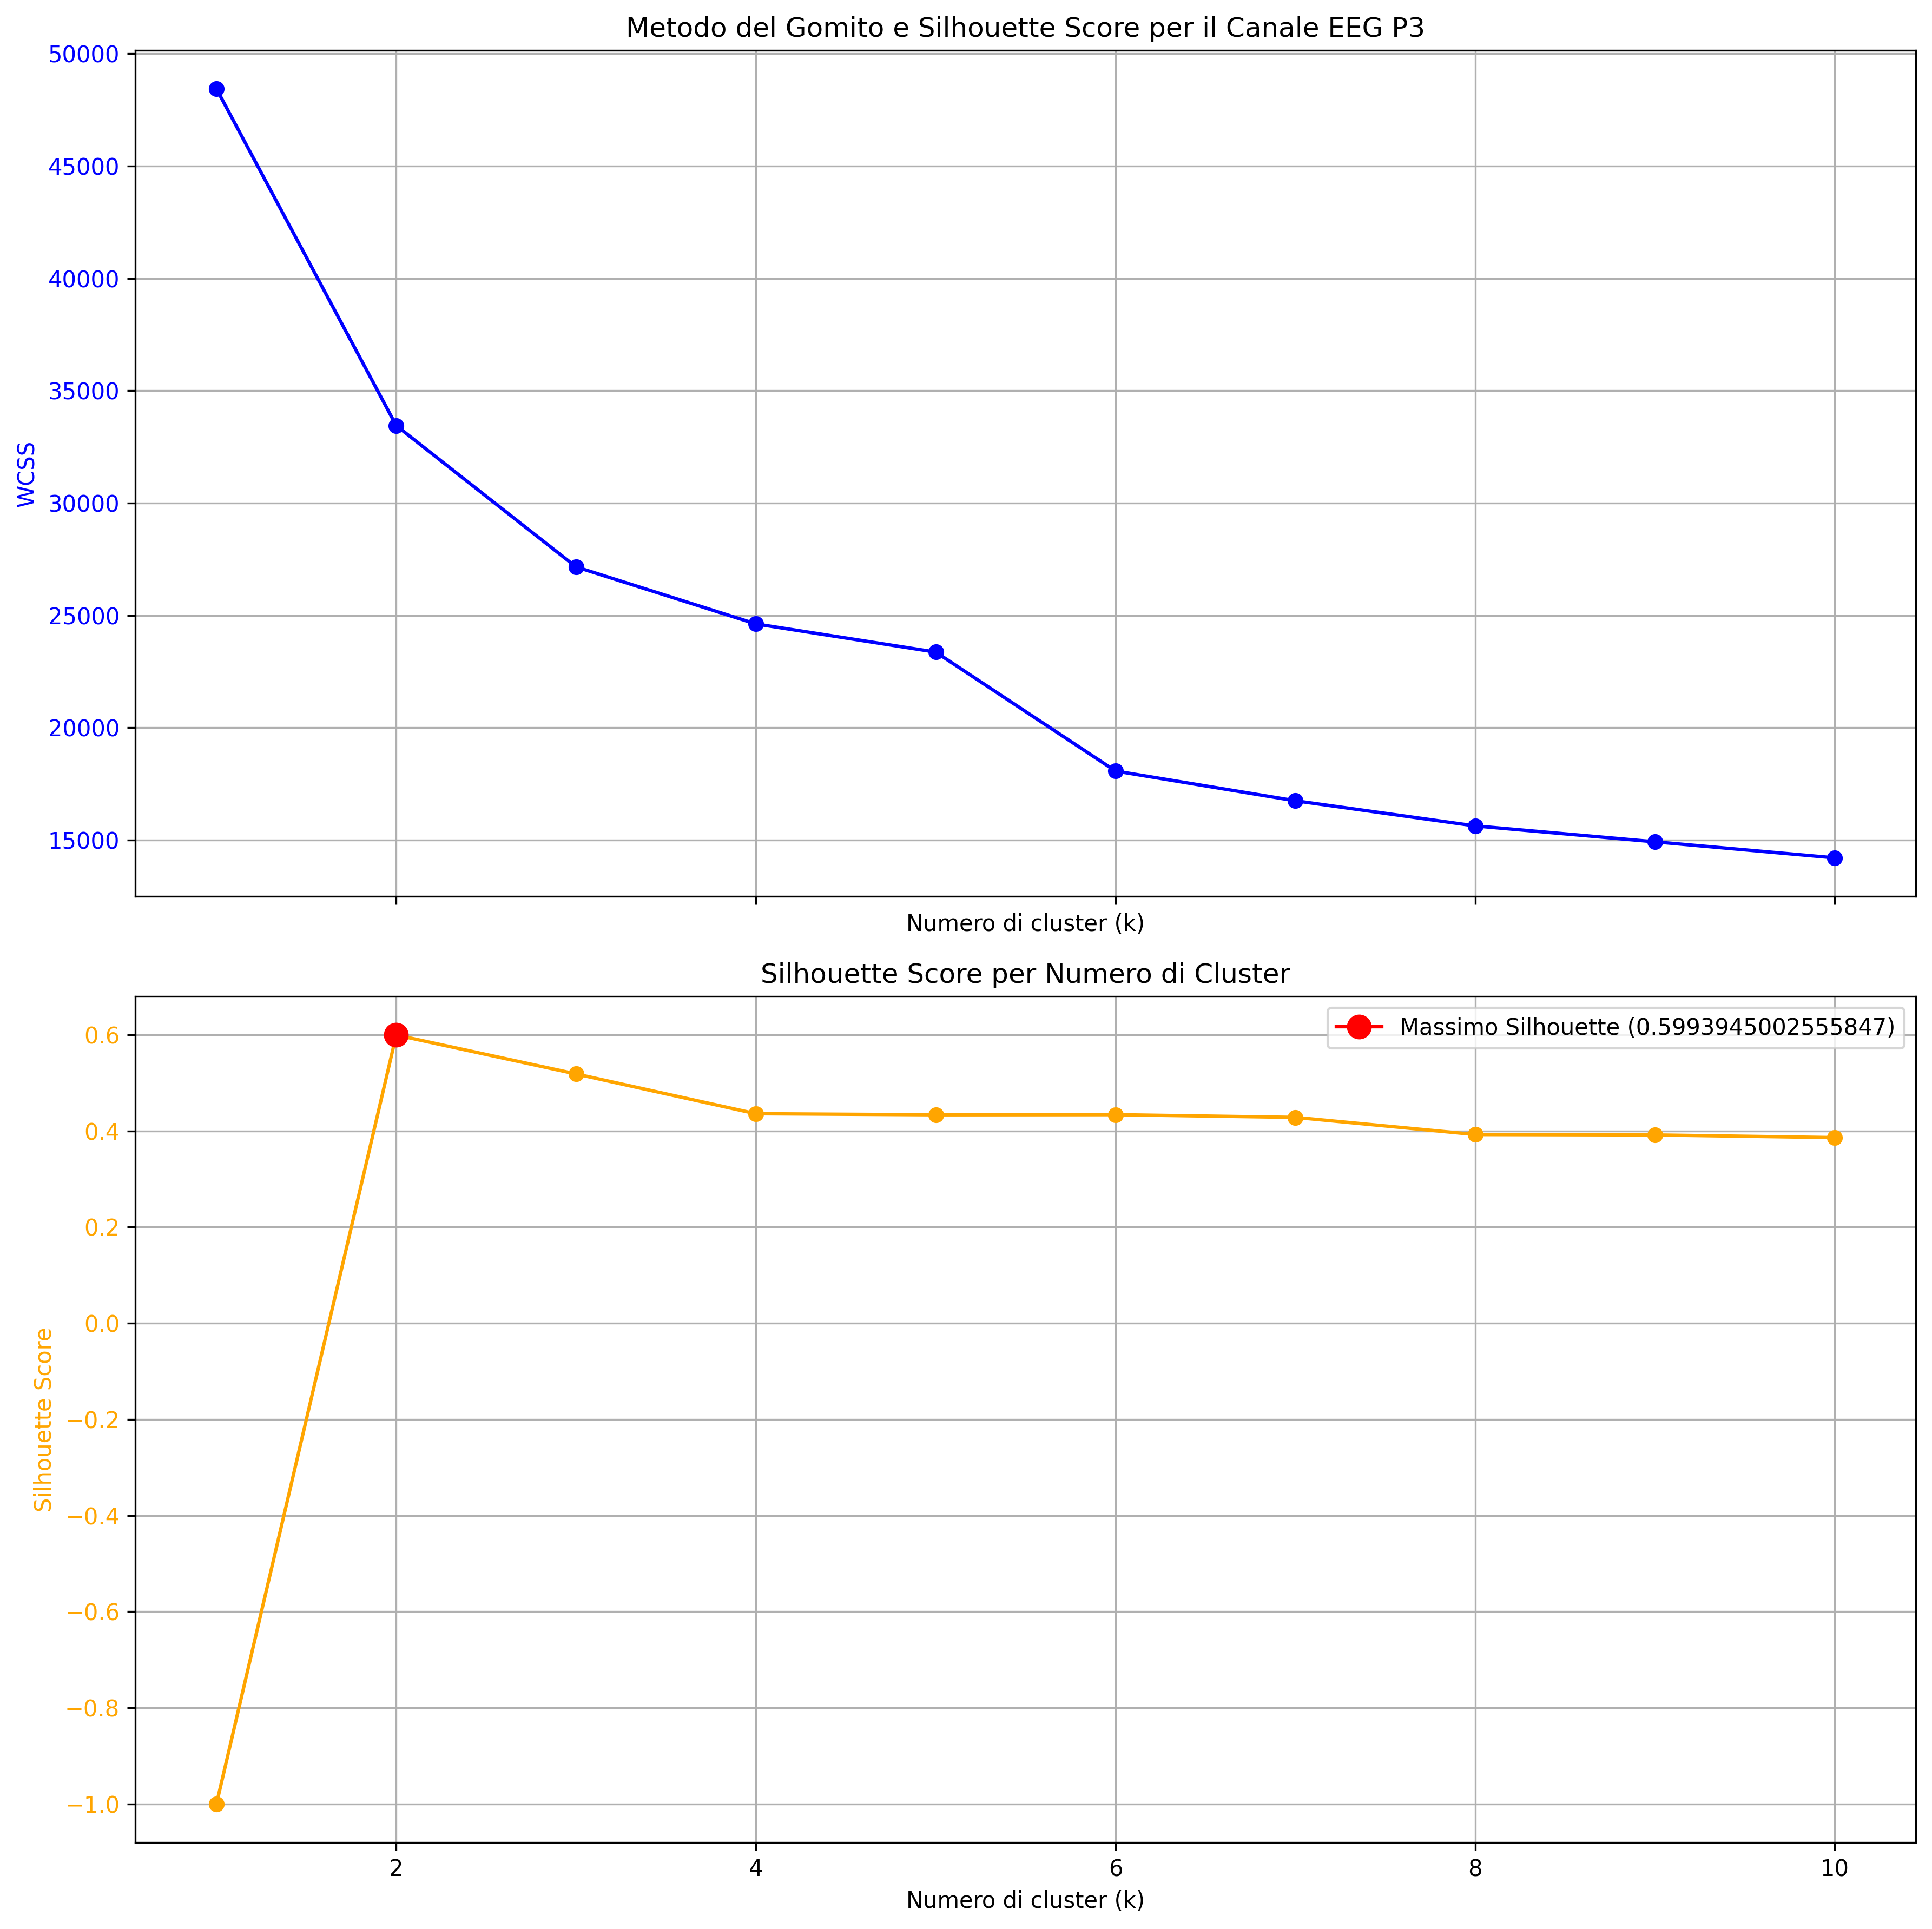 Metodo del Gomito e Silhouette Score per il Canale EEG P3
50000
45000
40000
35000
30000
25000
20000
15000
WCSS
Numero di cluster (k)
Silhouette Score per Numero di Cluster
Massimo Silhouette (0.5993945002555847)
0.6
0.4
0.2
0.0
−0.2
−0.4
−0.6
−0.8
−1.0
Silhouette Score
2 4 6 8 10
Numero di cluster (k)